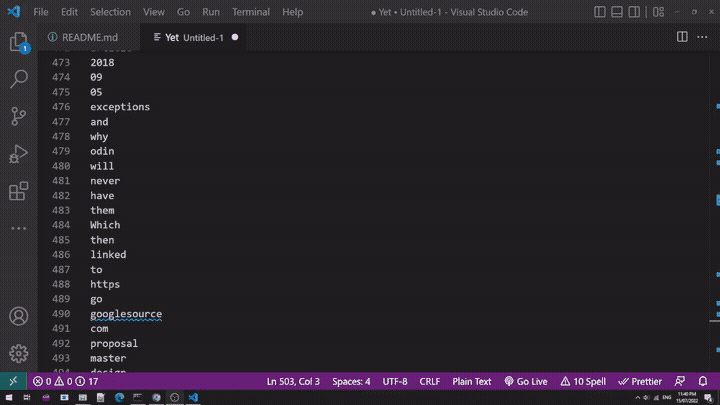 File Edit Selection View Go Run Terminal Help
● Yet • Untitled-1 - Visual Studio Code
README.md
Yet Untitled-1
473 2018
474 09
475 05
476 exceptions
477 and
478 why
479 odin
480 will
481 never
482 have
483 them
484 Which
485 then
486 linked
487 to
488 https
489 go
490 googlesource
491 com
492 proposal
493 master
494 design
1
0 0 17 Ln 503, Col 3 Spaces: 4 UTF-8 CRLF Plain Text Go Live 10 Spell Prettier
ENG
11:40 PM
15/07/2022